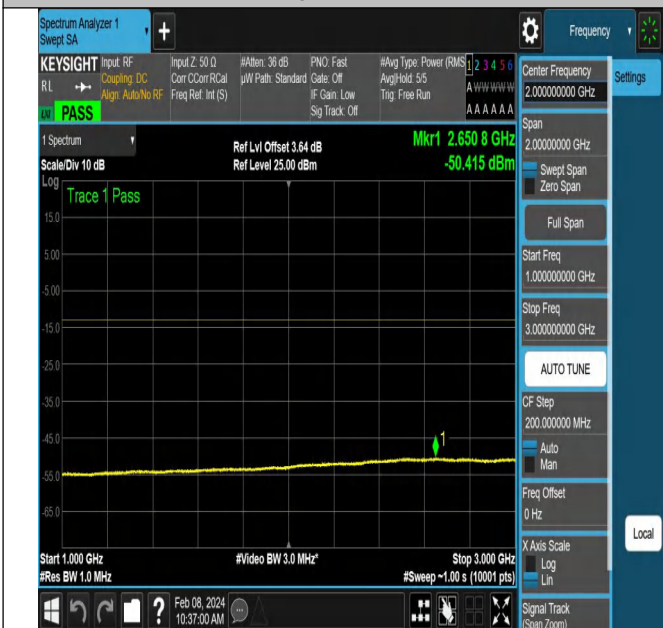 Spectrum Analyzer 1
Swept SA
+
Frequency
KEYSIGHT
RL
LXI PASS
Input: RF
Coupling: DC
Align: Auto/No RF
Input Z: 50 Ω
Corr CCorr RCal
Freq Ref: Int (S)
#Atten: 36 dB
µW Path: Standard
PNO: Fast
Gate: Off
IF Gain: Low
Sig Track: Off
#Avg Type: Power (RMS
Avg|Hold: 5/5
Trig: Free Run
1 2 3 4 5 6
A W W W W W
A A A A A A
1 Spectrum
Scale/Div 10 dB
Ref Lvl Offset 3.64 dB
Ref Level 25.00 dBm
Mkr1 2.650 8 GHz
-50.415 dBm
Log
Trace 1 Pass
15.0
5.00
-5.00
-15.0
-25.0
-35.0
-45.0
-55.0
-65.0
1
Start 1.000 GHz
#Res BW 1.0 MHz
#Video BW 3.0 MHz*
Stop 3.000 GHz
#Sweep ~1.00 s (10001 pts)
Feb 08, 2024
10:37:00 AM
?
Center Frequency
2.000000000 GHz
Settings
Span
2.00000000 GHz
Swept Span
Zero Span
Full Span
Start Freq
1.000000000 GHz
Stop Freq
3.000000000 GHz
AUTO TUNE
CF Step
200.000000 MHz
Auto
Man
Freq Offset
0 Hz
Local
X Axis Scale
Log
Lin
Signal Track
(Span Zoom)